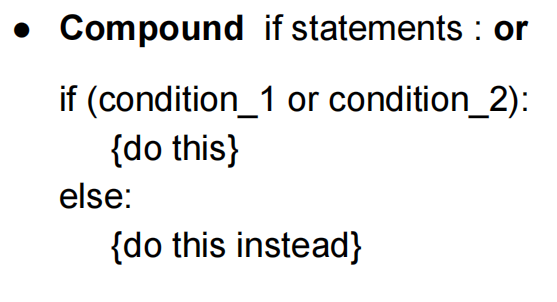 ● Compound if statements : or
if (condition_1 or condition_2):
{do this}
else:
{do this instead}